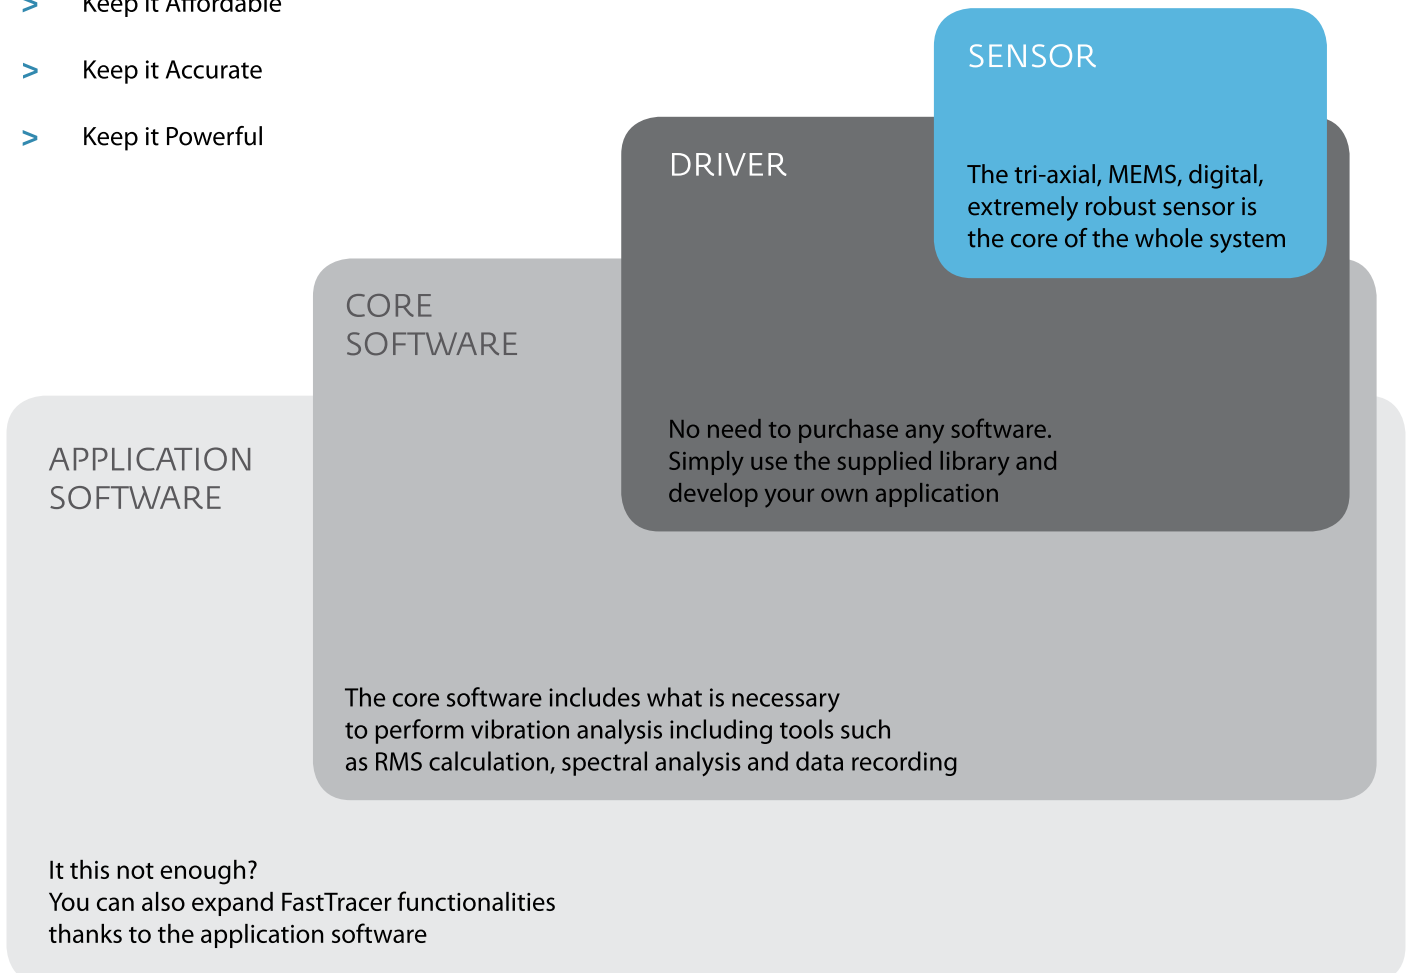 > Keep it Affordable
> Keep it Accurate
> Keep it Powerful
SENSOR
The tri-axial, MEMS, digital,
extremely robust sensor is
the core of the whole system
DRIVER
No need to purchase any software.
Simply use the supplied library and
develop your own application
CORE
SOFTWARE
The core software includes what is necessary
to perform vibration analysis including tools such
as RMS calculation, spectral analysis and data recording
APPLICATION
SOFTWARE
It this not enough?
You can also expand FastTracer functionalities
thanks to the application software